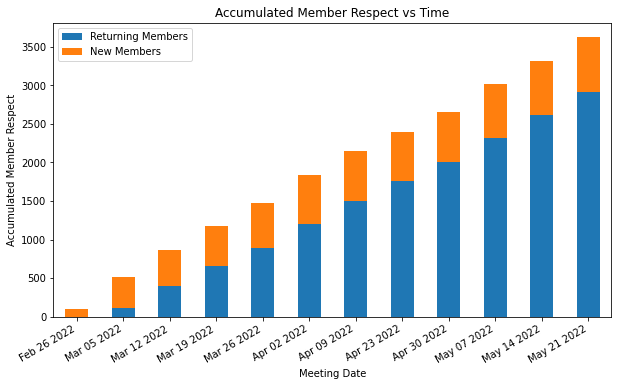 Accumulated Member Respect vs Time
Returning Members
New Members
Accumulated Member Respect
3500
3000
2500
2000
1500
1000
500
0
Feb 26 2022
Mar 05 2022
Mar 12 2022
Mar 19 2022
Mar 26 2022
Apr 02 2022
Apr 09 2022
Apr 23 2022
Apr 30 2022
May 07 2022
May 14 2022
May 21 2022
Meeting Date